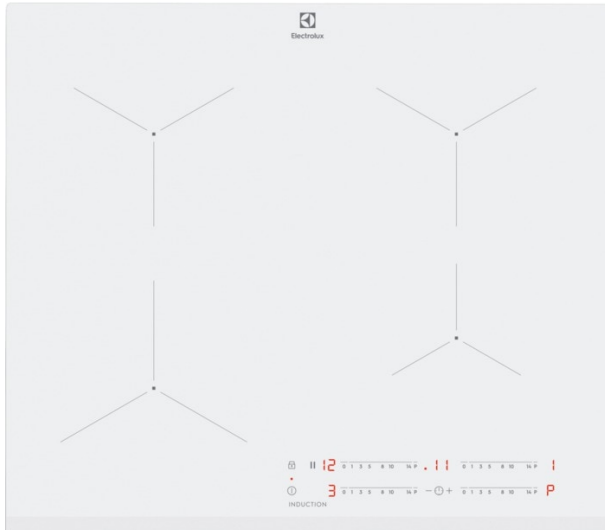 Electrolux
12 0 1 3 5 8 10 14 P .11 0 1 3 5 8 10 14 P 1
3 0 1 3 5 8 10 14 P − + 0 1 3 5 8 10 14 P P
INDUCTION